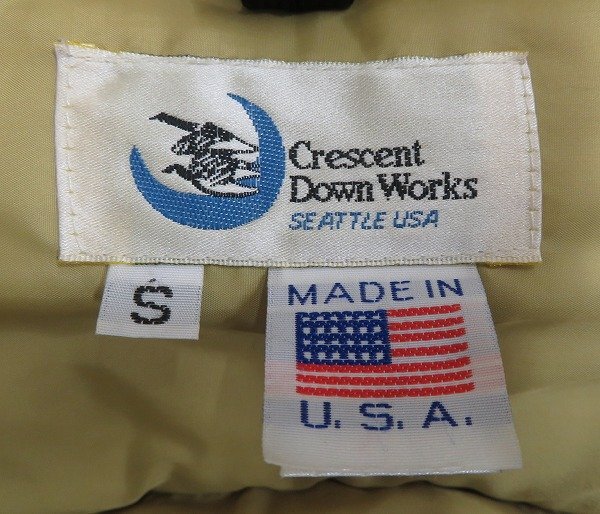 Crescent
Down Works
SEATTLE USA
S
MADE IN
U. S. A.